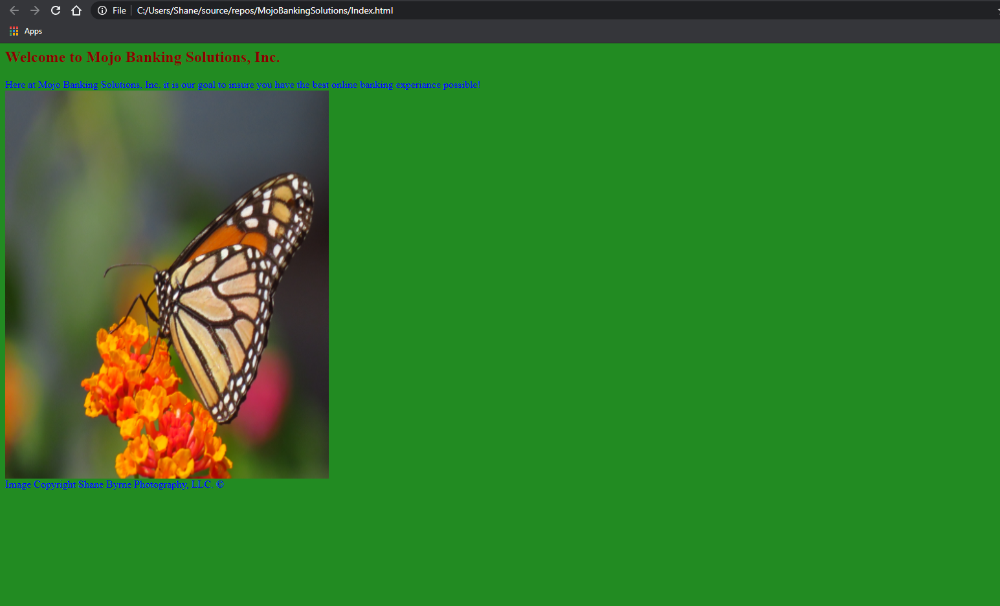 File C:/Users/Shane/source/repos/MojoBankingSolutions/Index.html
Apps
Welcome to Mojo Banking Solutions, Inc.
Here at Mojo Banking Solutions, Inc. it is our goal to insure you have the best online banking experiance possible!
Image Copyright Shane Byrne Photography, LLC. ©